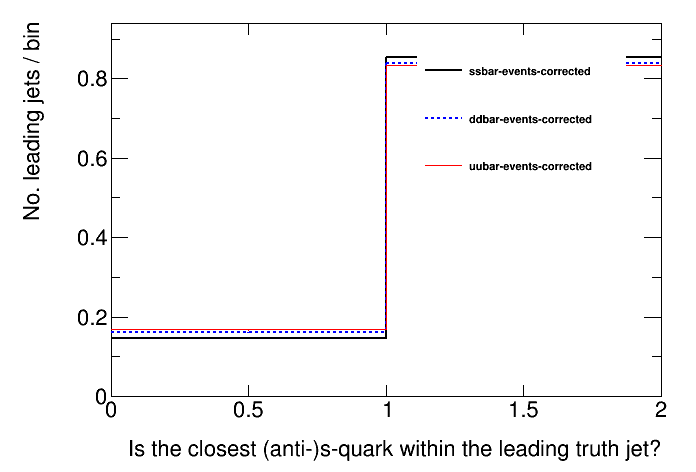 No. leading jets / bin
0.8
0.6
0.4
0.2
0
0
0.5
1
1.5
2
ssbar-events-corrected
ddbar-events-corrected
uubar-events-corrected
Is the closest (anti-)s-quark within the leading truth jet?